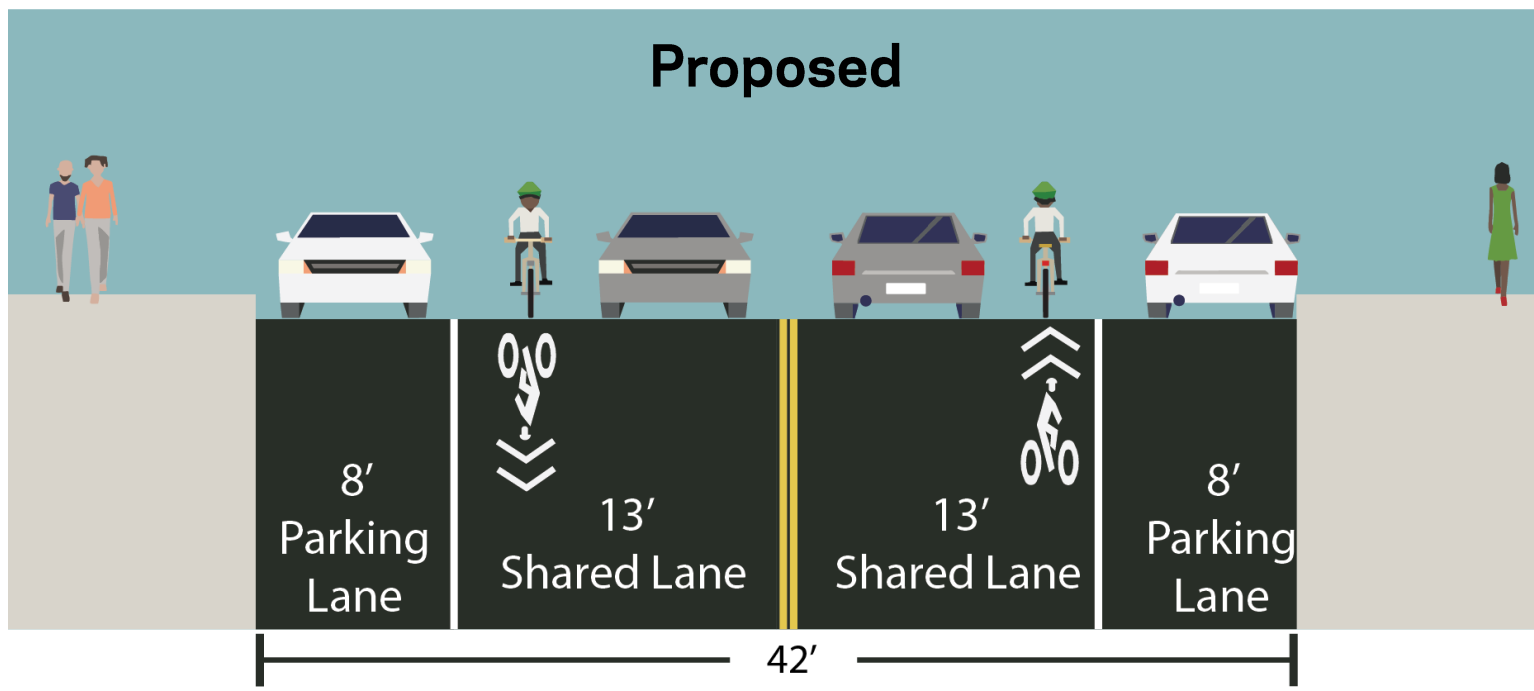 Proposed
8’
Parking
Lane
13’
Shared Lane
13’
Shared Lane
8’
Parking
Lane
42’